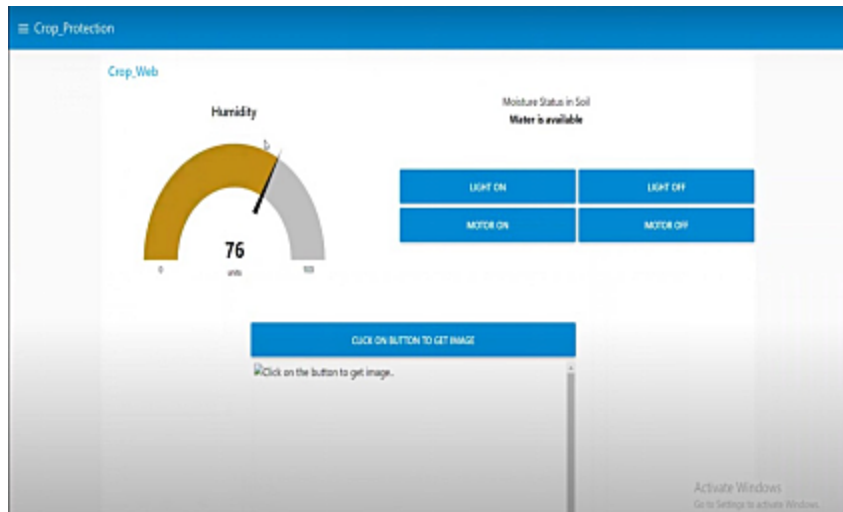 ≡ Crop_Protection
Crop_Web
Humidity
76
units
0
100
Moisture Status in Soil
Water is available
LIGHT ON
LIGHT OFF
MOTOR ON
MOTOR OFF
CLICK ON BUTTON TO GET IMAGE
Click on the button to get image.
Activate Windows
Go to Settings to activate Windows.